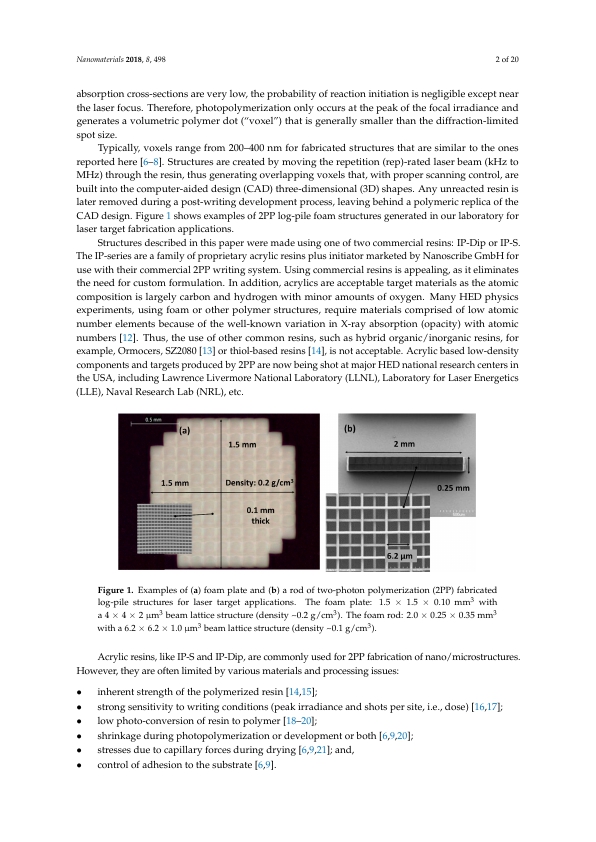 Nanomaterials 2018, 8, 498
2 of 20
absorption cross-sections are very low, the probability of reaction initiation is negligible except near
the laser focus. Therefore, photopolymerization only occurs at the peak of the focal irradiance and
generates a volumetric polymer dot (“voxel”) that is generally smaller than the diffraction-limited
spot size.
Typically, voxels range from 200–400 nm for fabricated structures that are similar to the ones
reported here [6–8]. Structures are created by moving the repetition (rep)-rated laser beam (kHz to
MHz) through the resin, thus generating overlapping voxels that, with proper scanning control, are
built into the computer-aided design (CAD) three-dimensional (3D) shapes. Any unreacted resin is
later removed during a post-writing development process, leaving behind a polymeric replica of the
CAD design. Figure 1 shows examples of 2PP log-pile foam structures generated in our laboratory for
laser target fabrication applications.
Structures described in this paper were made using one of two commercial resins: IP-Dip or IP-S.
The IP-series are a family of proprietary acrylic resins plus initiator marketed by Nanoscribe GmbH for
use with their commercial 2PP writing system. Using commercial resins is appealing, as it eliminates
the need for custom formulation. In addition, acrylics are acceptable target materials as the atomic
composition is largely carbon and hydrogen with minor amounts of oxygen. Many HED physics
experiments, using foam or other polymer structures, require materials comprised of low atomic
number elements because of the well-known variation in X-ray absorption (opacity) with atomic
numbers [12]. Thus, the use of other common resins, such as hybrid organic/inorganic resins, for
example, Ormocers, SZ2080 [13] or thiol-based resins [14], is not acceptable. Acrylic based low-density
components and targets produced by 2PP are now being shot at major HED national research centers in
the USA, including Lawrence Livermore National Laboratory (LLNL), Laboratory for Laser Energetics
(LLE), Naval Research Lab (NRL), etc.
0.5 mm
(a)
1.5 mm
1.5 mm
Density: 0.2 g/cm³
0.1 mm
thick
(b)
2 mm
0.25 mm
6.2 µm
Figure 1. Examples of (a) foam plate and (b) a rod of two-photon polymerization (2PP) fabricated
log-pile structures for laser target applications. The foam plate: 1.5 × 1.5 × 0.10 mm³ with
a 4 × 4 × 2 µm³ beam lattice structure (density ~0.2 g/cm³). The foam rod: 2.0 × 0.25 × 0.35 mm³
with a 6.2 × 6.2 × 1.0 µm³ beam lattice structure (density ~0.1 g/cm³).
Acrylic resins, like IP-S and IP-Dip, are commonly used for 2PP fabrication of nano/microstructures.
However, they are often limited by various materials and processing issues:
• inherent strength of the polymerized resin [14,15];
• strong sensitivity to writing conditions (peak irradiance and shots per site, i.e., dose) [16,17];
• low photo-conversion of resin to polymer [18–20];
• shrinkage during photopolymerization or development or both [6,9,20];
• stresses due to capillary forces during drying [6,9,21]; and,
• control of adhesion to the substrate [6,9].